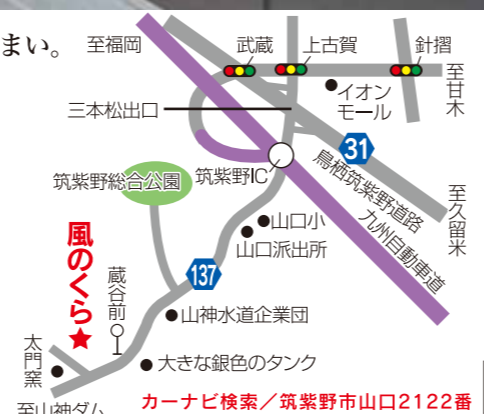 まい。
至福岡
武蔵
上古賀
針摺
至甘木
イオンモール
三本松出口
31
鳥栖筑紫野道路
至久留米
筑紫野総合公園
筑紫野IC
九州自動車道
山口小
山口派出所
137
風のくら★
蔵谷前
山神水道企業団
太門窯
大きな銀色のタンク
至山神ダム
カーナビ検索／筑紫野市山口2122番